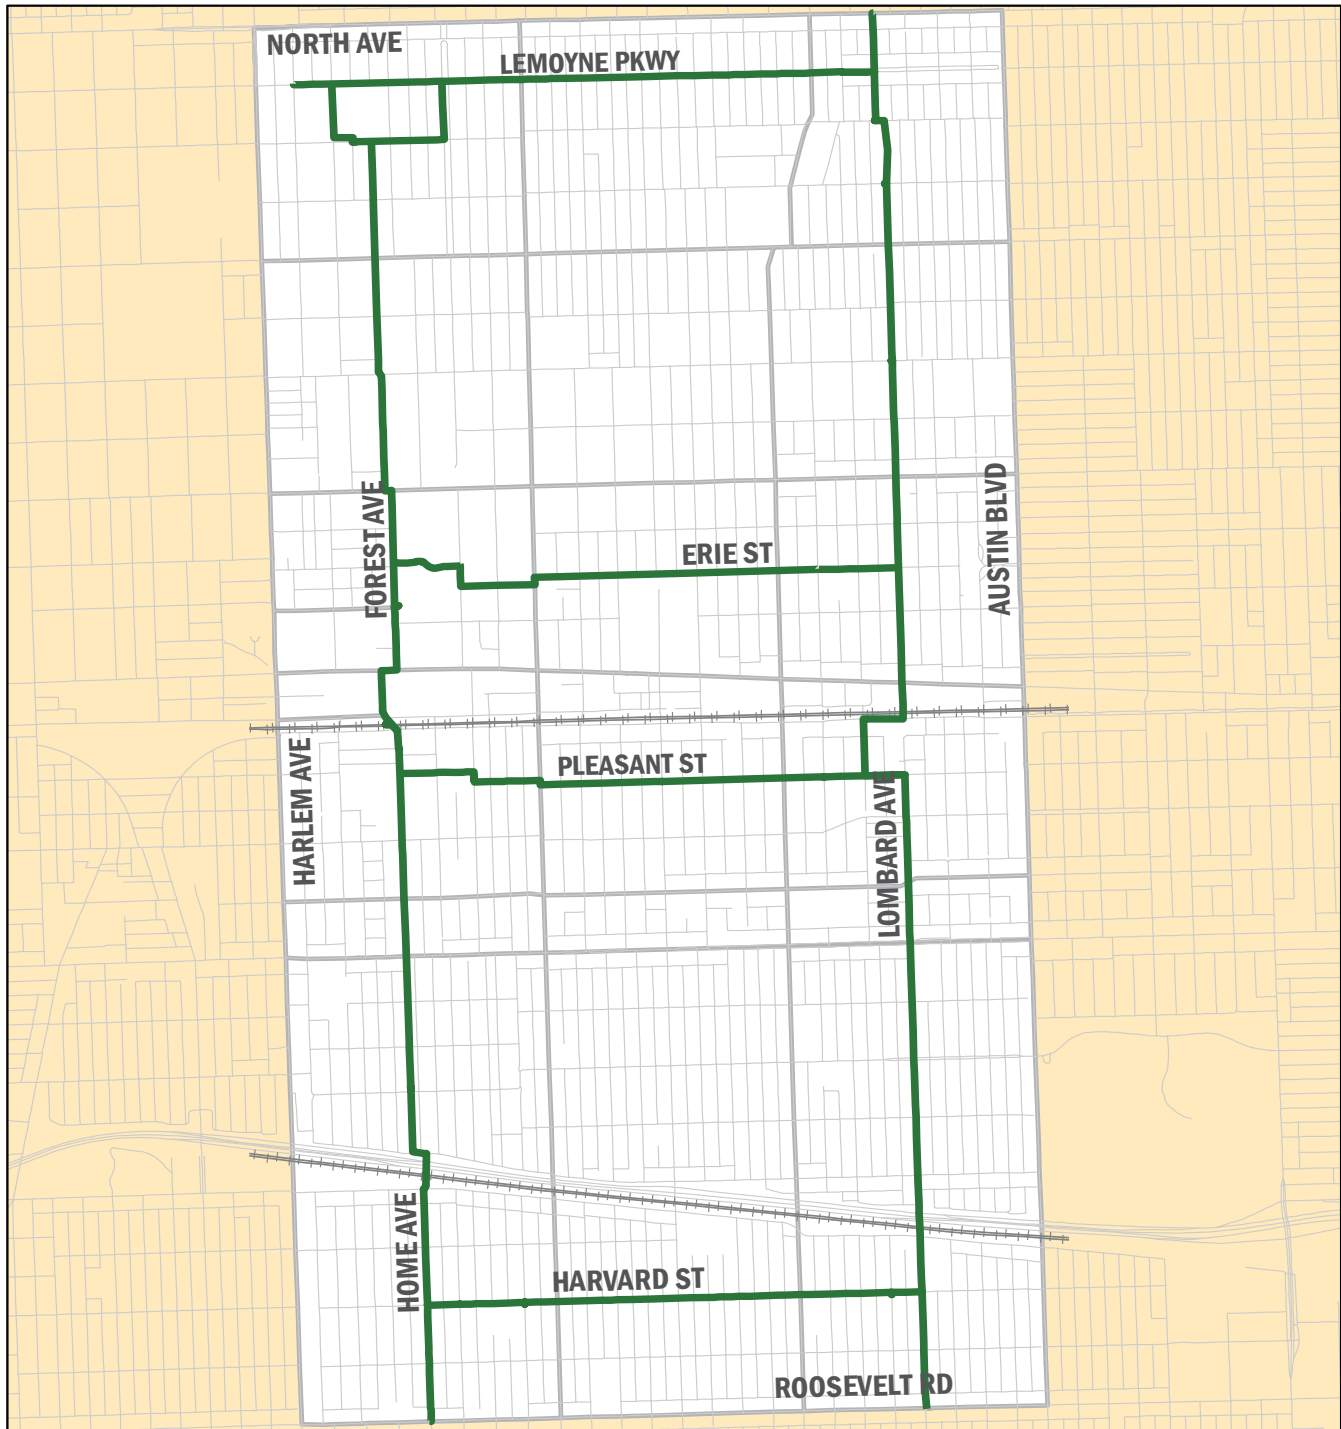 NORTH AVE
LEMOYNE PKWY
FOREST AVE
ERIE ST
AUSTIN BLVD
HARLEM AVE
PLEASANT ST
LOMBARD AVE
HOME AVE
HARVARD ST
ROOSEVELT RD